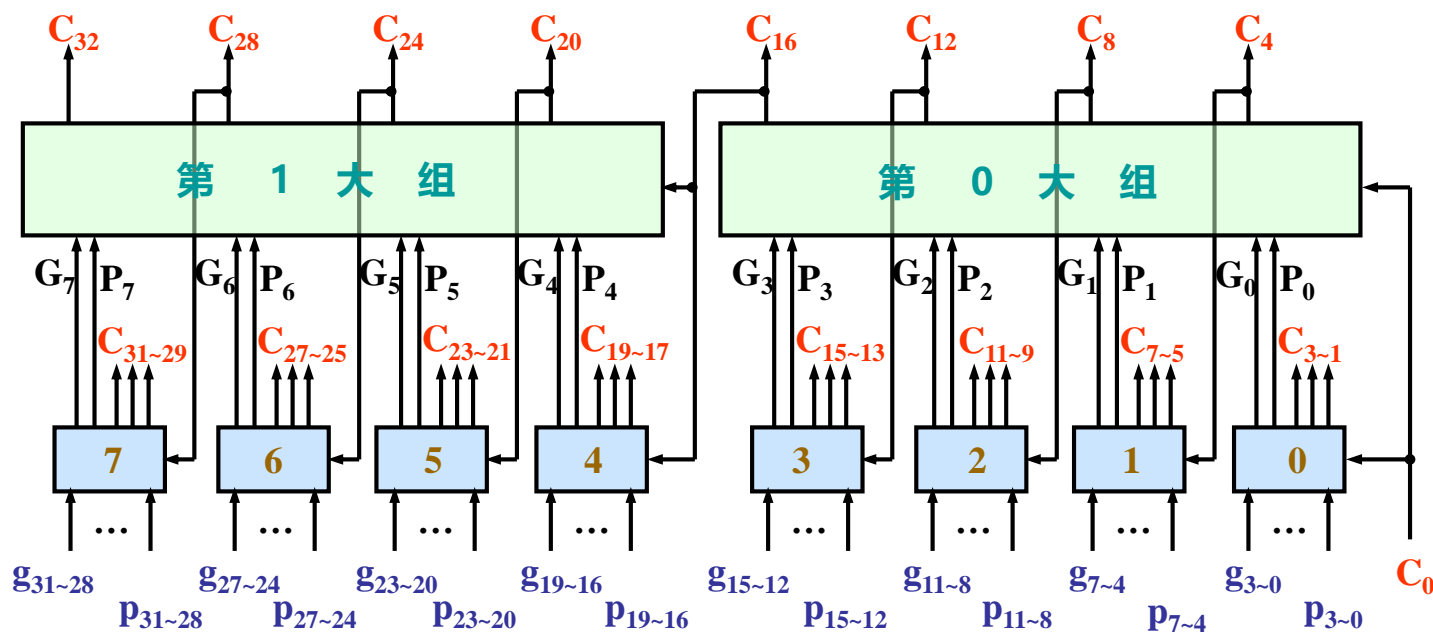 C₃₂ C₂₈ C₂₄ C₂₀ C₁₆ C₁₂ C₈ C₄
第 1 大 组 第 0 大 组
G₇ P₇ G₆ P₆ G₅ P₅ G₄ P₄ G₃ P₃ G₂ P₂ G₁ P₁ G₀ P₀
C₃₁~₂₉ C₂₇~₂₅ C₂₃~₂₁ C₁₉~₁₇ C₁₅~₁₃ C₁₁~₉ C₇~₅ C₃~₁
7 6 5 4 3 2 1 0
... ... ... ... ... ... ... ...
g₃₁~₂₈ g₂₇~₂₄ g₂₃~₂₀ g₁₉~₁₆ g₁₅~₁₂ g₁₁~₈ g₇~₄ g₃~₀ C₀
p₃₁~₂₈ p₂₇~₂₄ p₂₃~₂₀ p₁₉~₁₆ p₁₅~₁₂ p₁₁~₈ p₇~₄ p₃~₀